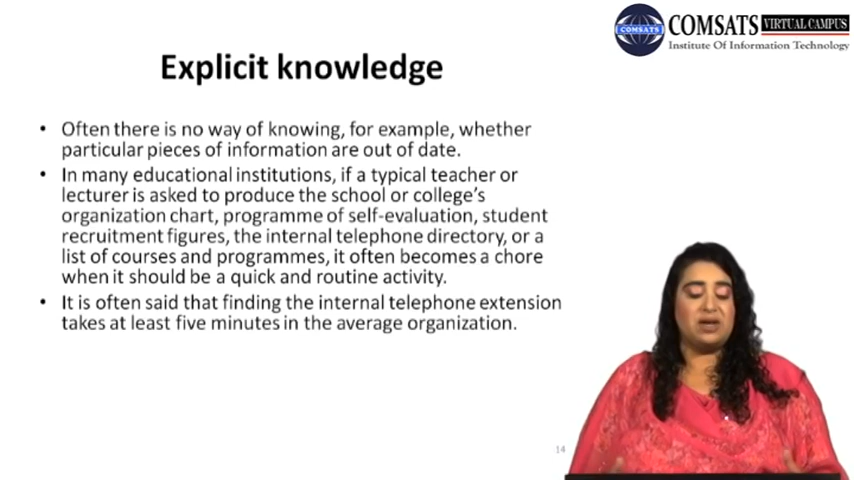 COMSATS
COMSATS VIRTUAL CAMPUS
Institute Of Information Technology
Explicit knowledge
• Often there is no way of knowing, for example, whether
particular pieces of information are out of date.
• In many educational institutions, if a typical teacher or
lecturer is asked to produce the school or college's
organization chart, programme of self-evaluation, student
recruitment figures, the internal telephone directory, or a
list of courses and programmes, it often becomes a chore
when it should be a quick and routine activity.
• It is often said that finding the internal telephone extension
takes at least five minutes in the average organization.
14